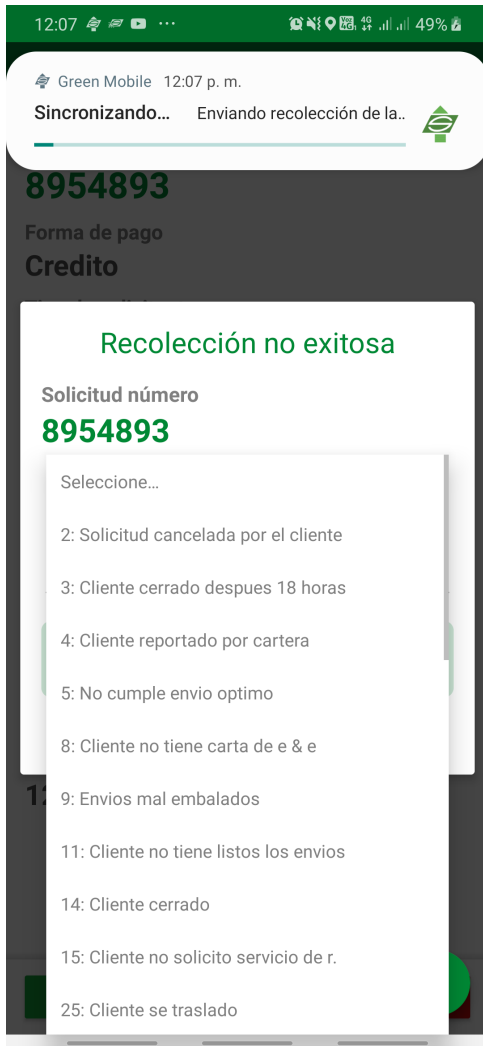 12:07
49%
Green Mobile 12:07 p. m.
Sincronizando... Enviando recolección de la..
8954893
Forma de pago
Credito
Recolección no exitosa
Solicitud número
8954893
Seleccione...
2: Solicitud cancelada por el cliente
3: Cliente cerrado despues 18 horas
4: Cliente reportado por cartera
5: No cumple envio optimo
8: Cliente no tiene carta de e & e
9: Envios mal embalados
11: Cliente no tiene listos los envios
14: Cliente cerrado
15: Cliente no solicito servicio de r.
25: Cliente se traslado